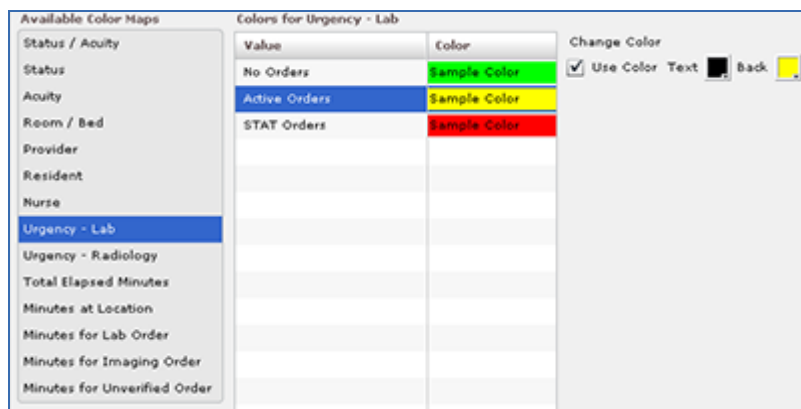 Available Color Maps
Status / Acuity
Status
Acuity
Room / Bed
Provider
Resident
Nurse
Urgency - Lab
Urgency - Radiology
Total Elapsed Minutes
Minutes at Location
Minutes for Lab Order
Minutes for Imaging Order
Minutes for Unverified Order
Colors for Urgency - Lab
Value Color
No Orders Sample Color
Active Orders Sample Color
STAT Orders Sample Color
Change Color
Use Color Text Back